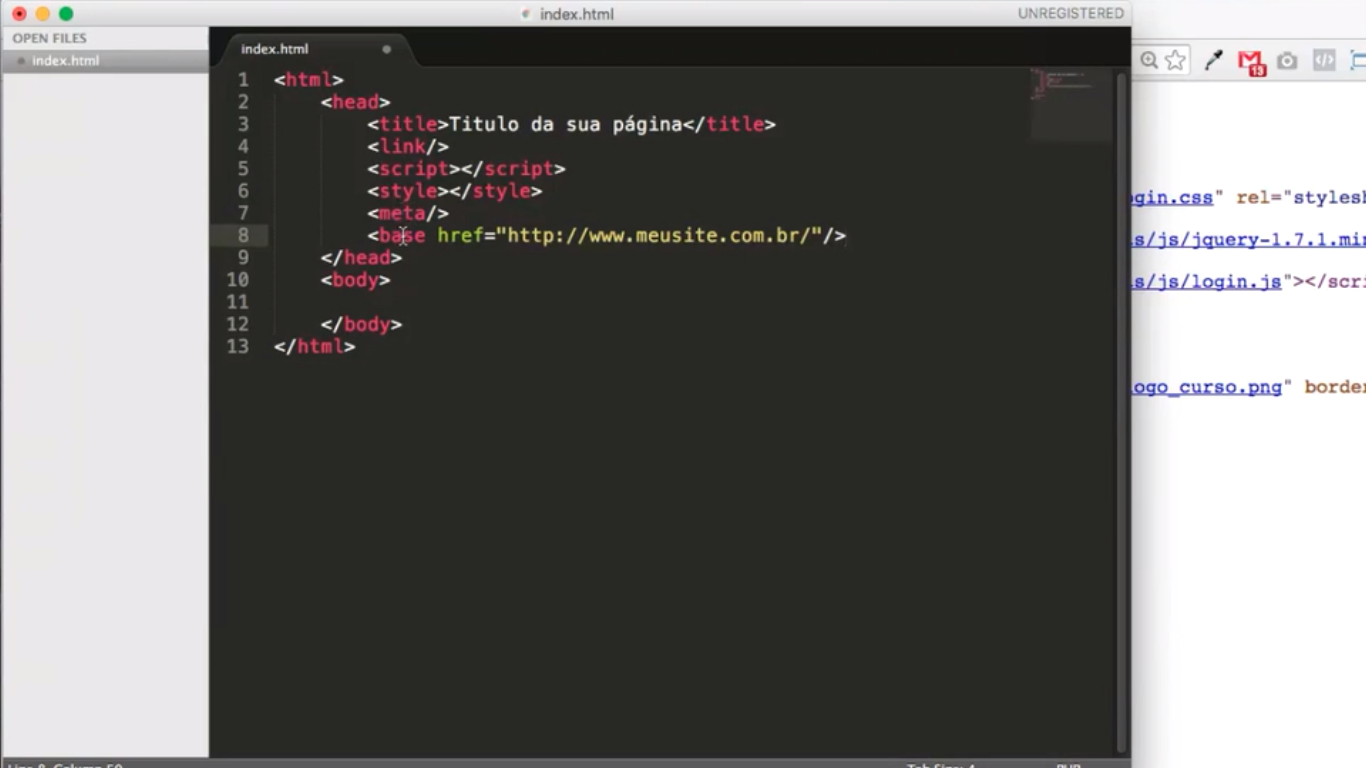 index.html
UNREGISTERED
OPEN FILES
index.html
index.html
1 <html>
2 <head>
3 <title>Titulo da sua página</title>
4 <link/>
5 <script></script>
6 <style></style>
7 <meta/>
8 <base href="http://www.meusite.com.br/"/>
9 </head>
10 <body>
11
12 </body>
13 </html>
13
gin.css" rel="stylesh
s/js/jquery-1.7.1.min
s/js/login.js"></scri
ogo_curso.png" border